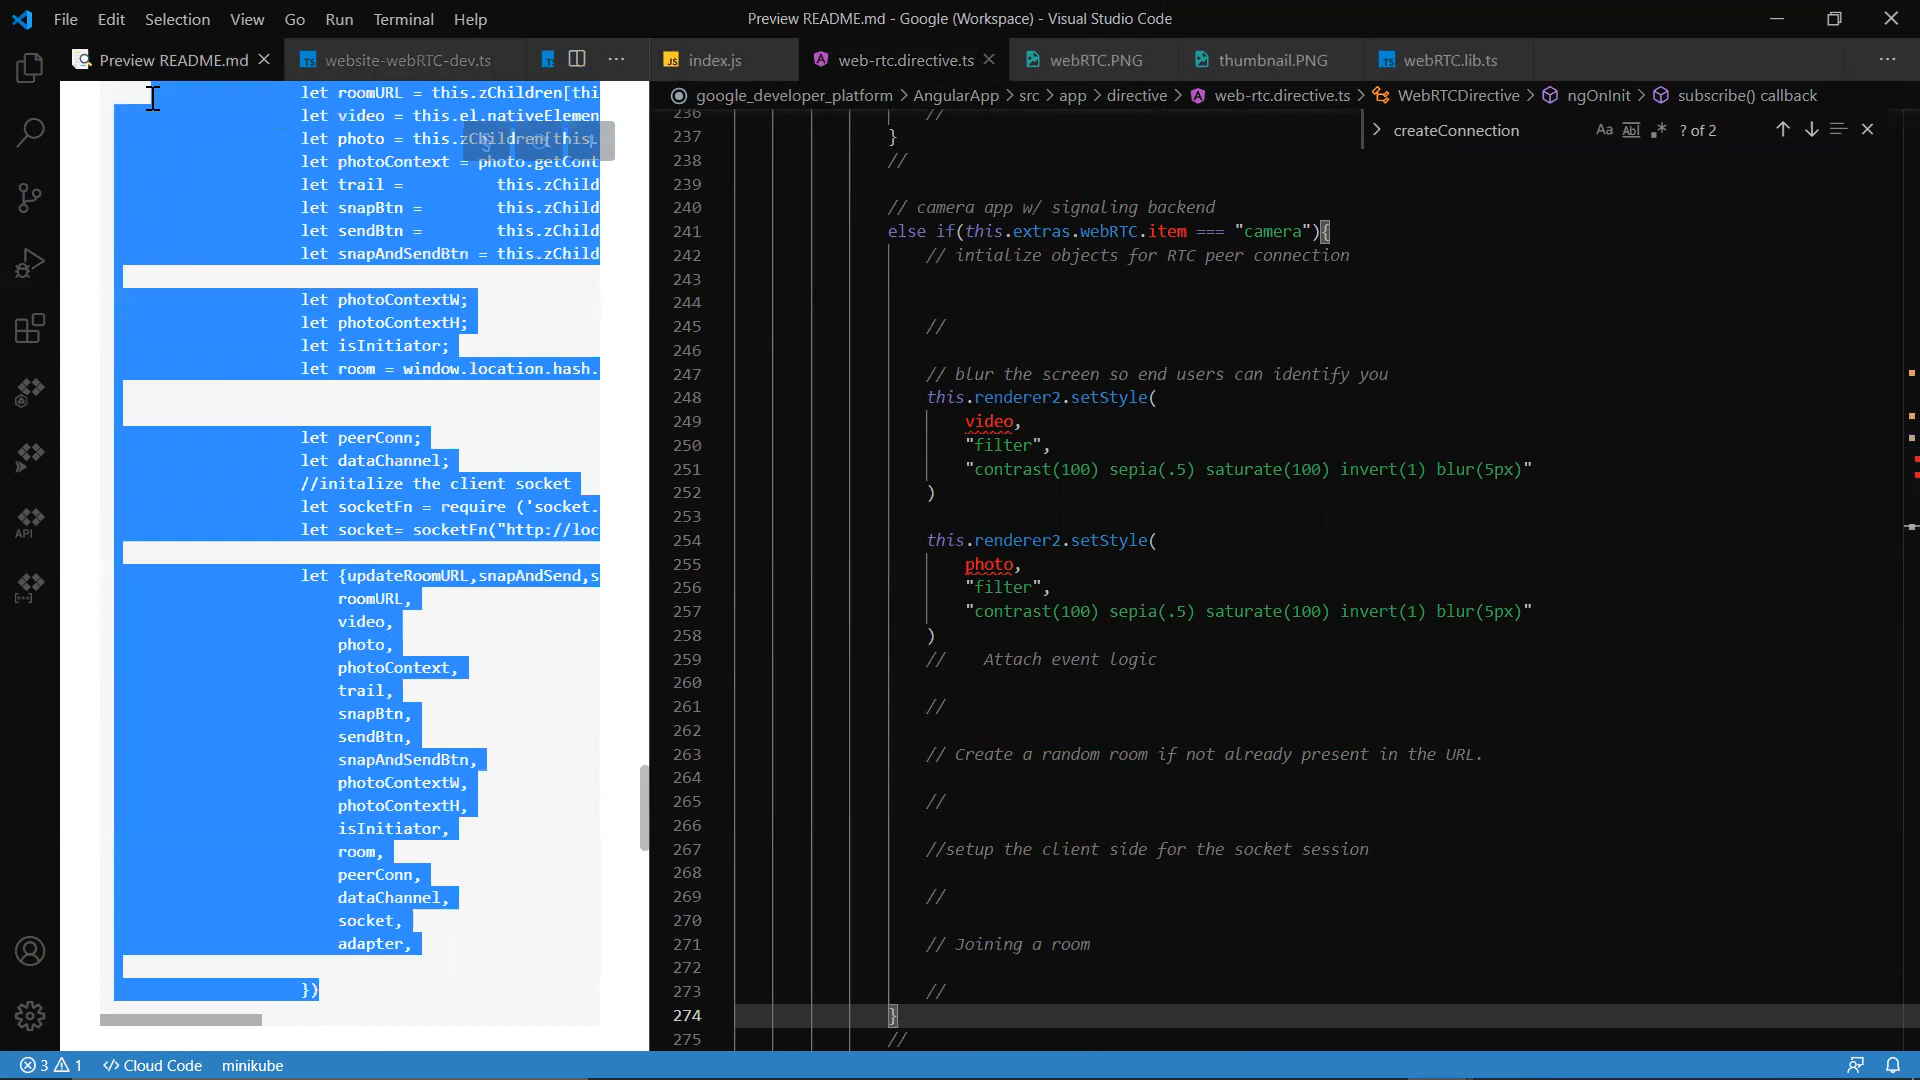 File Edit Selection View Go Run Terminal Help
Preview README.md - Google (Workspace) - Visual Studio Code
Preview README.md
website-webRTC-dev.ts
index.js
web-rtc.directive.ts
webRTC.PNG
thumbnail.PNG
webRTC.lib.ts
google_developer_platform > AngularApp > src > app > directive > web-rtc.directive.ts > WebRTCDirective > ngOnInit > subscribe() callback
createConnection
? of 2
let roomURL = this.zChildren[thi
let video = this.el.nativeElemen
let photo = this.zChildren[this.
let photoContext = photo.getCont
let trail = this.zChild
let snapBtn = this.zChild
let sendBtn = this.zChild
let snapAndSendBtn = this.zChild
let photoContextW;
let photoContextH;
let isInitiator;
let room = window.location.hash.
let peerConn;
let dataChannel;
//initalize the client socket
let socketFn = require ('socket.
let socket= socketFn("http://loc
let {updateRoomURL,snapAndSend,s
roomURL,
video,
photo,
photoContext,
trail,
snapBtn,
sendBtn,
snapAndSendBtn,
photoContextW,
photoContextH,
isInitiator,
room,
peerConn,
dataChannel,
socket,
adapter,
})
236 //
237 }
238 //
239
240 // camera app w/ signaling backend
241 else if(this.extras.webRTC.item === "camera"){
242 // intialize objects for RTC peer connection
243
244
245 //
246
247 // blur the screen so end users can identify you
248 this.renderer2.setStyle(
249 video,
250 "filter",
251 "contrast(100) sepia(.5) saturate(100) invert(1) blur(5px)"
252 )
253
254 this.renderer2.setStyle(
255 photo,
256 "filter",
257 "contrast(100) sepia(.5) saturate(100) invert(1) blur(5px)"
258 )
259 // Attach event logic
260
261 //
262
263 // Create a random room if not already present in the URL.
264
265 //
266
267 //setup the client side for the socket session
268
269 //
270
271 // Joining a room
272
273 //
274 }
275 //
3 1 Cloud Code minikube